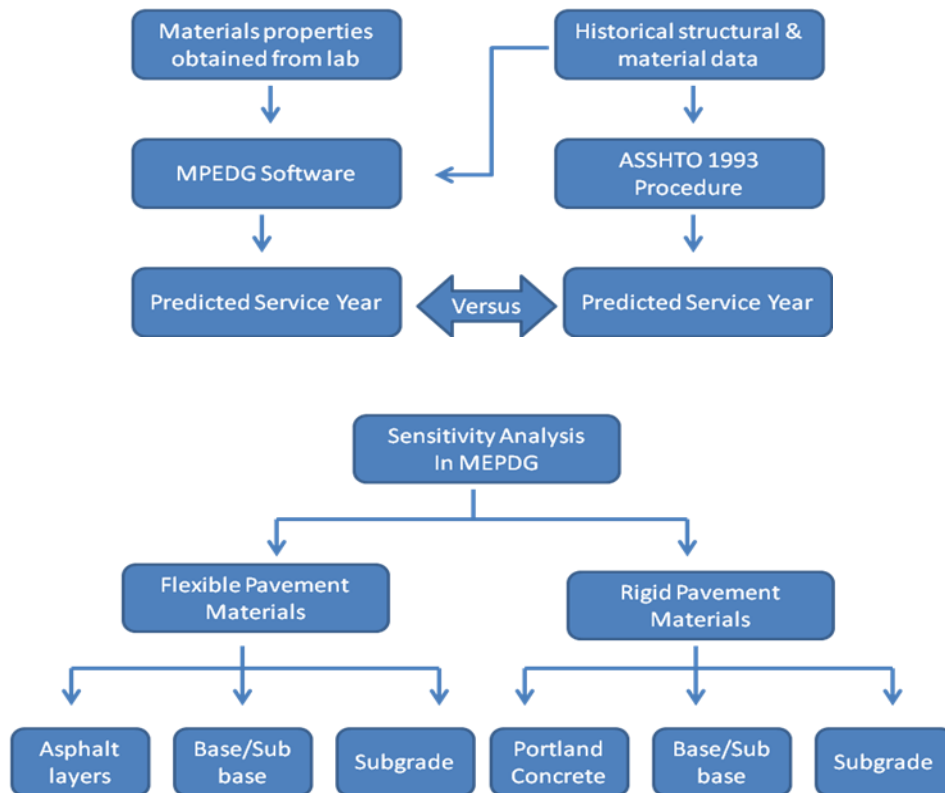 Materials properties
obtained from lab
Historical structural &
material data
MPEDG Software
ASSHTO 1993
Procedure
Predicted Service Year
Versus
Predicted Service Year
Sensitivity Analysis
In MEPDG
Flexible Pavement
Materials
Rigid Pavement
Materials
Asphalt
layers
Base/Sub
base
Subgrade
Portland
Concrete
Base/Sub
base
Subgrade